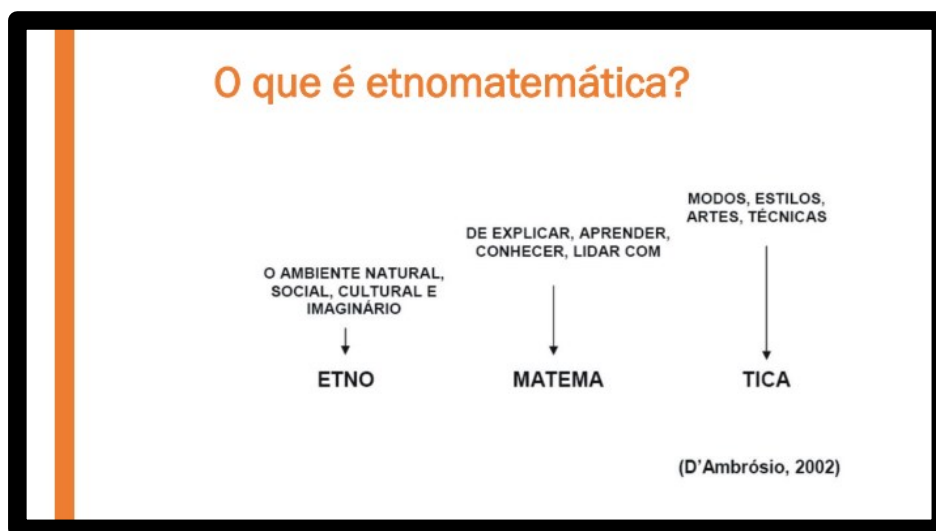 O que é etnomatemática?
MODOS, ESTILOS,
ARTES, TÉCNICAS
DE EXPLICAR, APRENDER,
CONHECER, LIDAR COM
O AMBIENTE NATURAL,
SOCIAL, CULTURAL E
IMAGINÁRIO
ETNO
MATEMA
TICA
(D'Ambrósio, 2002)